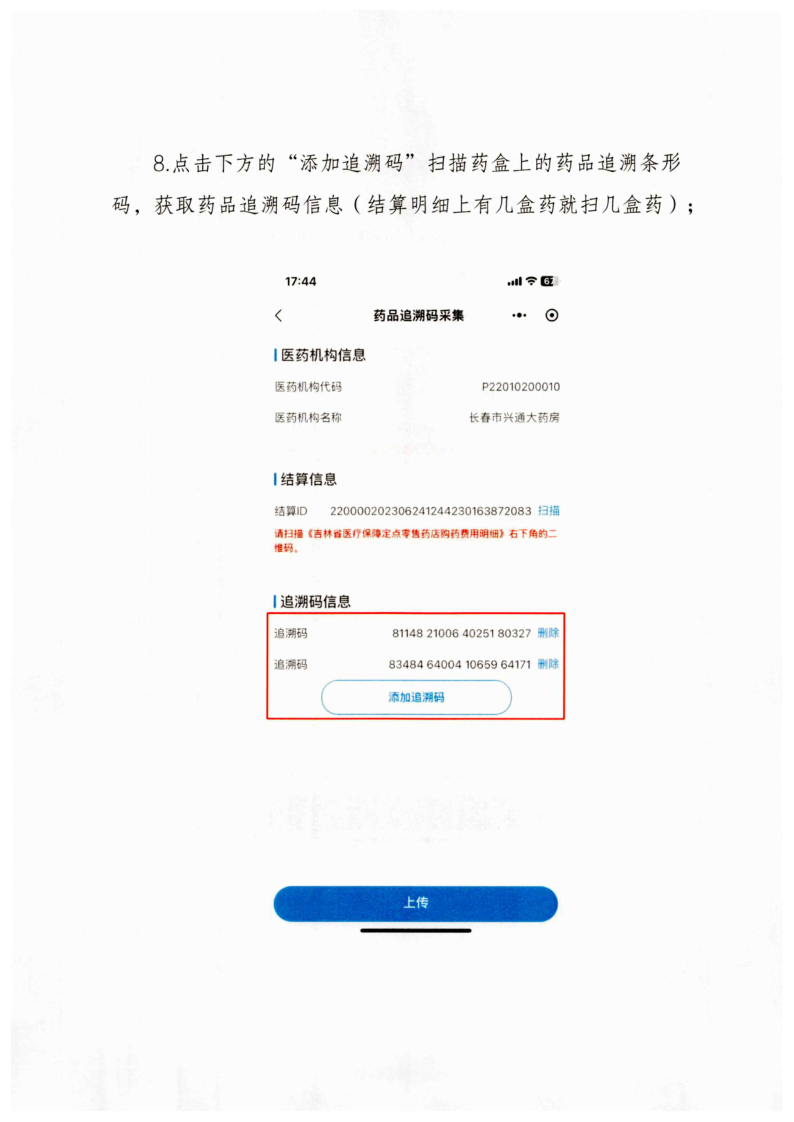 8.点击下方的“添加追溯码”扫描药盒上的药品追溯条形
码，获取药品追溯码信息（结算明细上有几盒药就扫几盒药）；
17:44
药品追溯码采集
医药机构信息
医药机构代码 P22010200010
医药机构名称 长春市兴通大药房
结算信息
结算ID 220000202306241244230163872083 扫描
请扫描《吉林省医疗保障定点零售药店购药费用明细》右下角的二
维码。
追溯码信息
追溯码 81148 21006 40251 80327 删除
追溯码 83484 64004 10659 64171 删除
添加追溯码
上传